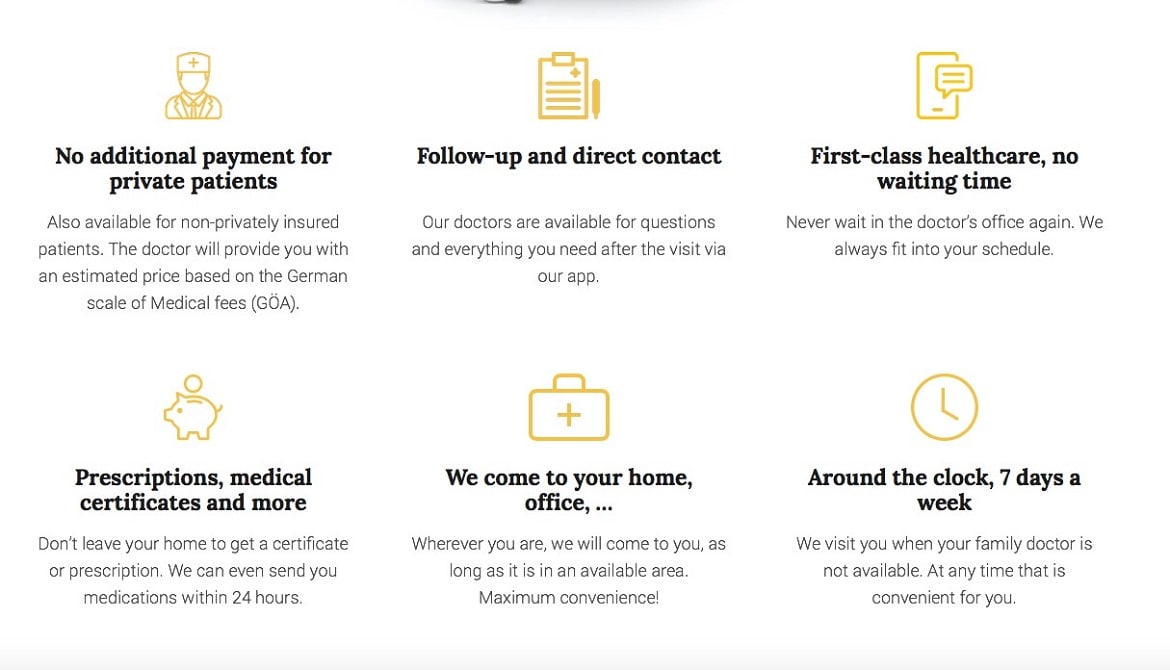 No additional payment for
private patients
Also available for non-privately insured
patients. The doctor will provide you with
an estimated price based on the German
scale of Medical fees (GÖA).
Follow-up and direct contact
Our doctors are available for questions
and everything you need after the visit via
our app.
First-class healthcare, no
waiting time
Never wait in the doctor’s office again. We
always fit into your schedule.
Prescriptions, medical
certificates and more
Don’t leave your home to get a certificate
or prescription. We can even send you
medications within 24 hours.
We come to your home,
office, ...
Wherever you are, we will come to you, as
long as it is in an available area.
Maximum convenience!
Around the clock, 7 days a
week
We visit you when your family doctor is
not available. At any time that is
convenient for you.